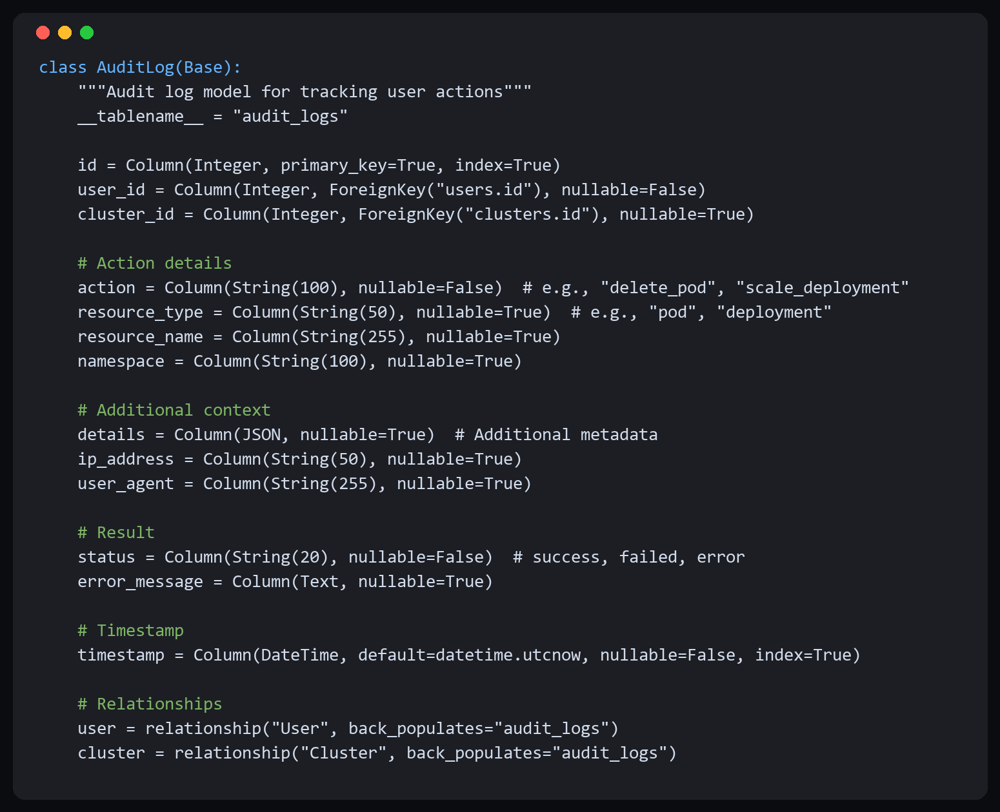 class AuditLog(Base):
    """Audit log model for tracking user actions"""
    __tablename__ = "audit_logs"

    id = Column(Integer, primary_key=True, index=True)
    user_id = Column(Integer, ForeignKey("users.id"), nullable=False)
    cluster_id = Column(Integer, ForeignKey("clusters.id"), nullable=True)

    # Action details
    action = Column(String(100), nullable=False)  # e.g., "delete_pod", "scale_deployment"
    resource_type = Column(String(50), nullable=True)  # e.g., "pod", "deployment"
    resource_name = Column(String(255), nullable=True)
    namespace = Column(String(100), nullable=True)

    # Additional context
    details = Column(JSON, nullable=True)  # Additional metadata
    ip_address = Column(String(50), nullable=True)
    user_agent = Column(String(255), nullable=True)

    # Result
    status = Column(String(20), nullable=False)  # success, failed, error
    error_message = Column(Text, nullable=True)

    # Timestamp
    timestamp = Column(DateTime, default=datetime.utcnow, nullable=False, index=True)

    # Relationships
    user = relationship("User", back_populates="audit_logs")
    cluster = relationship("Cluster", back_populates="audit_logs")